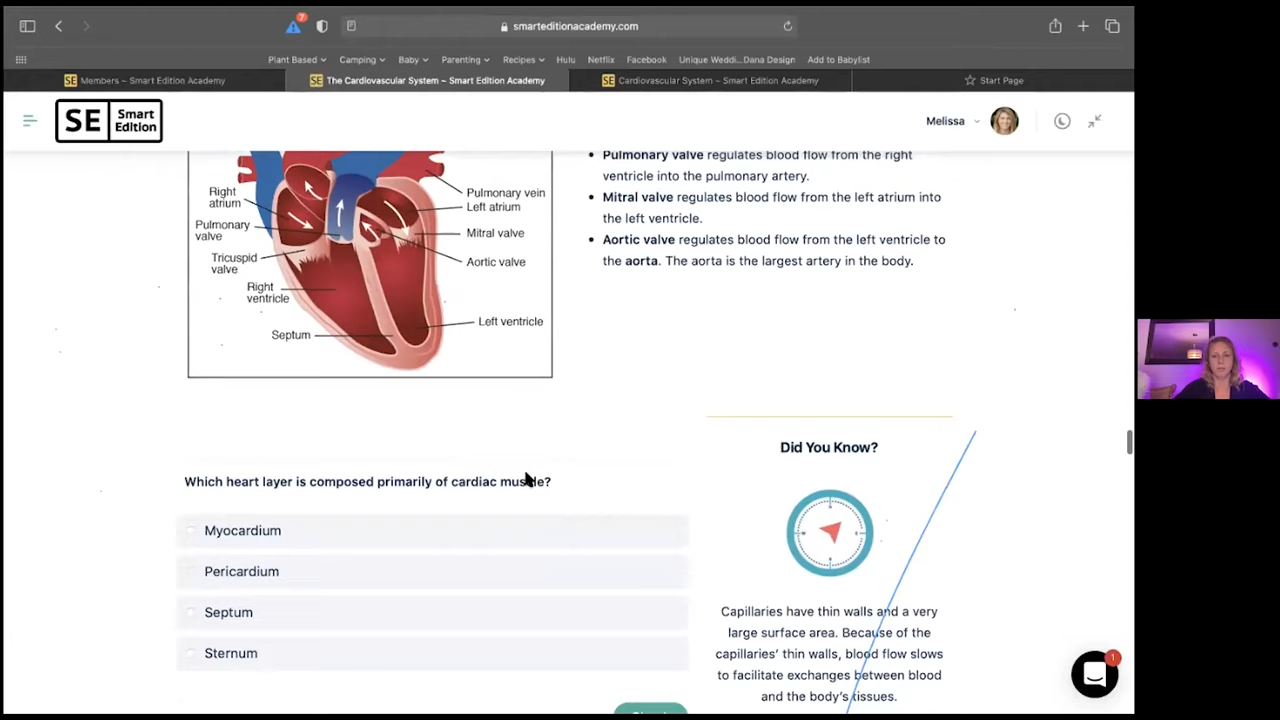 7
smarteditionacademy.com
Plant Based Camping Baby Parenting Recipes Hulu Netflix Facebook Unique Weddi...Dana Design Add to Babylist
SE Members ~ Smart Edition Academy
SE The Cardiovascular System ~ Smart Edition Academy
SE Cardiovascular System ~ Smart Edition Academy
Start Page
SE Smart Edition
Melissa
Right atrium
Pulmonary valve
Tricuspid valve
Right ventricle
Septum
Pulmonary vein
Left atrium
Mitral valve
Aortic valve
Left ventricle
• Pulmonary valve regulates blood flow from the right
ventricle into the pulmonary artery.
• Mitral valve regulates blood flow from the left atrium into
the left ventricle.
• Aortic valve regulates blood flow from the left ventricle to
the aorta. The aorta is the largest artery in the body.
Which heart layer is composed primarily of cardiac muscle?
Myocardium
Pericardium
Septum
Sternum
Did You Know?
Capillaries have thin walls and a very
large surface area. Because of the
capillaries' thin walls, blood flow slows
to facilitate exchanges between blood
and the body's tissues.
1